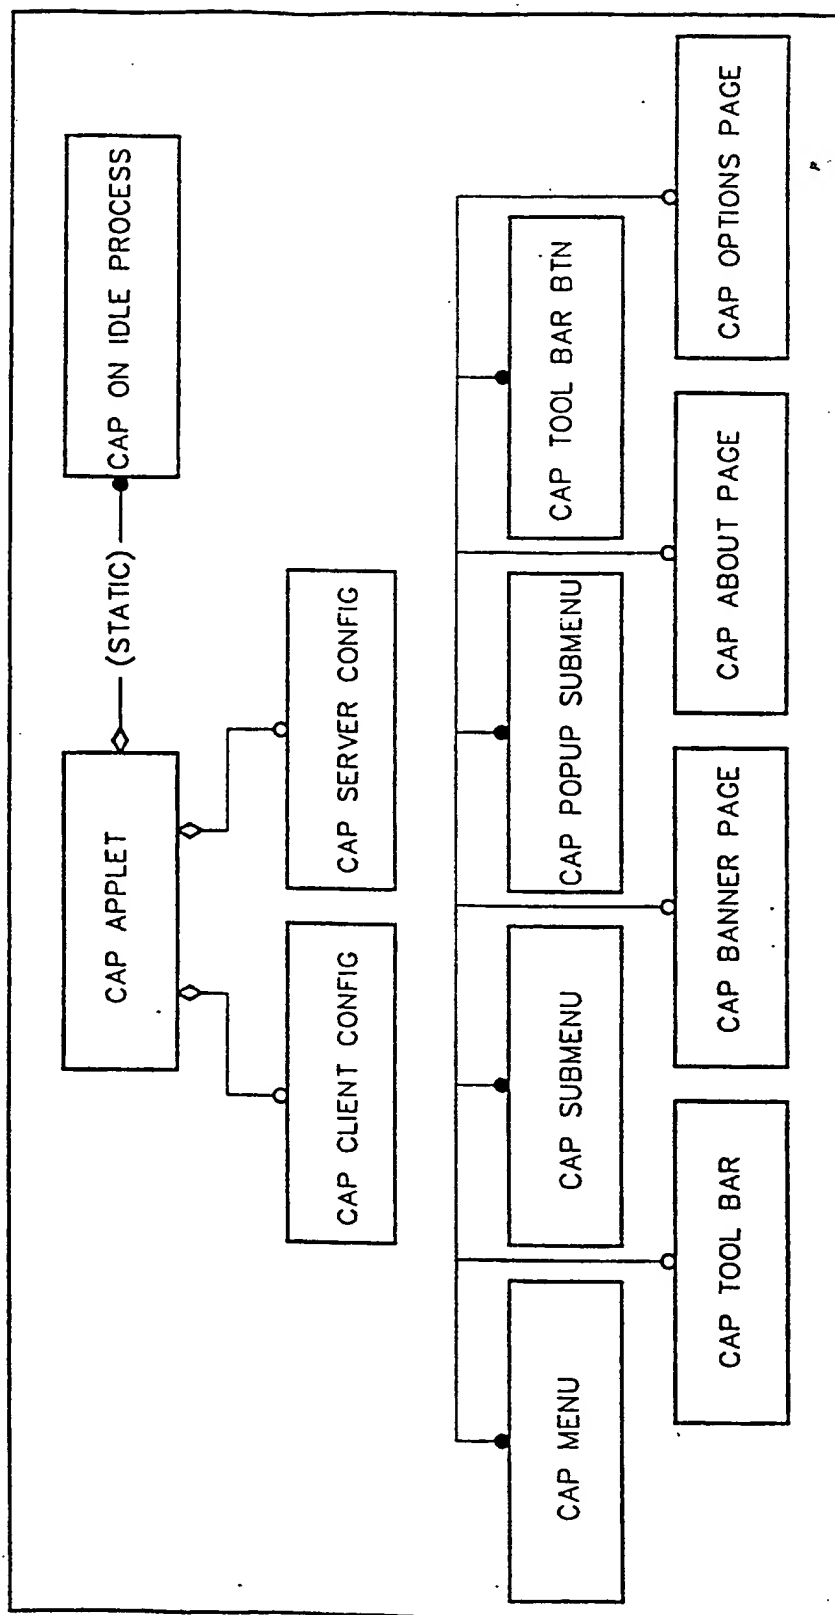 CAP APPLET
(STATIC)
CAP ON IDLE PROCESS
CAP CLIENT CONFIG
CAP SERVER CONFIG
CAP MENU
CAP SUBMENU
CAP POPUP SUBMENU
CAP TOOL BAR BTN
CAP TOOL BAR
CAP BANNER PAGE
CAP ABOUT PAGE
CAP OPTIONS PAGE